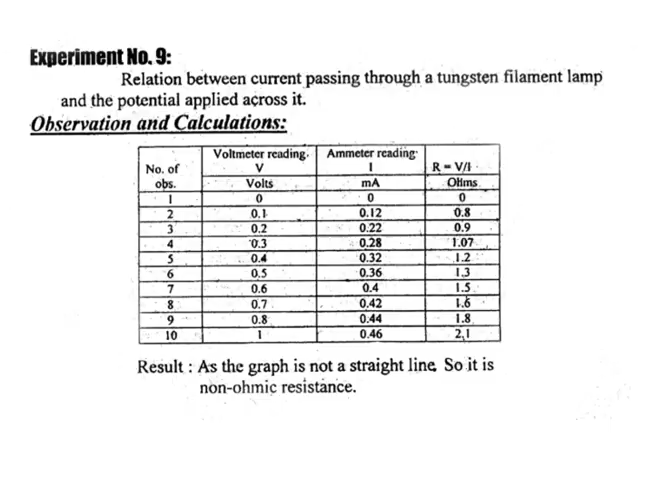 Experiment No. 9:
Relation between current passing through a tungsten filament lamp
and the potential applied across it.
Observation and Calculations:
No. of obs. Voltmeter reading. V Volts Ammeter reading I mA R = V/I Ohms
1 0 0 0
2 0.1 0.12 0.8
3 0.2 0.22 0.9
4 0.3 0.28 1.07
5 0.4 0.32 1.2
6 0.5 0.36 1.3
7 0.6 0.4 1.5
8 0.7 0.42 1.6
9 0.8 0.44 1.8
10 1 0.46 2.1
Result : As the graph is not a straight line. So it is
non-ohmic resistance.